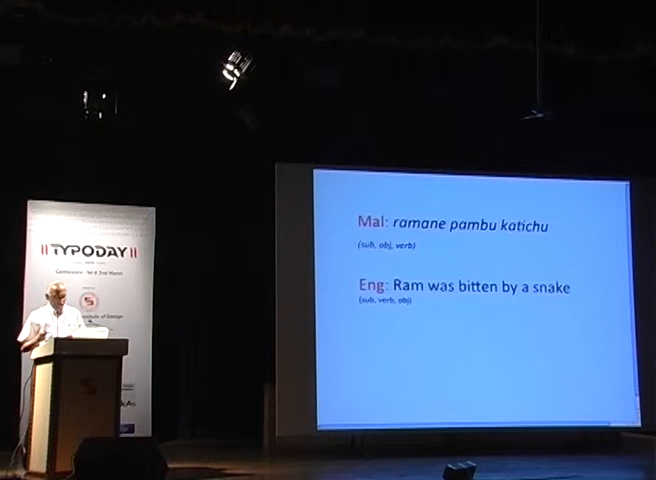 TYPODAY
Mal: ramane pambu katichu
(sub, obj, verb)
Eng: Ram was bitten by a snake
(sub, verb, obj)